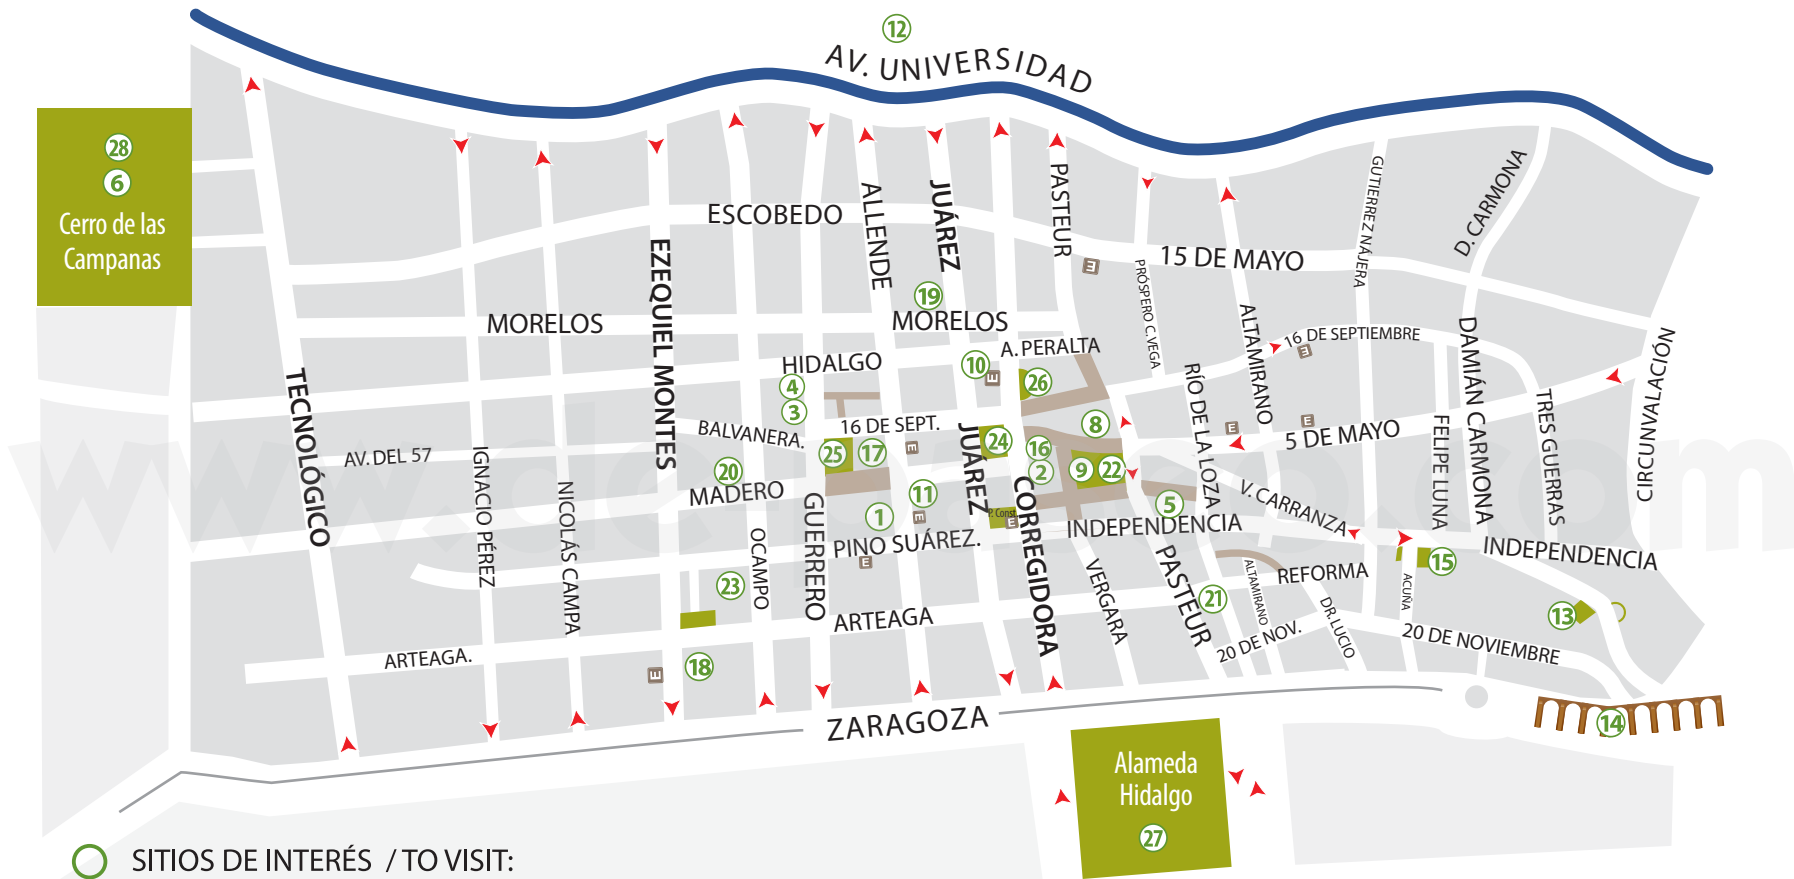 12
AV. UNIVERSIDAD
28
6
Cerro de las
Campanas
ESCOBEDO
ALLENDE
JUÁREZ
PASTEUR
15 DE MAYO
GUTIERREZ NÁJERA
D. CARMONA
PRÓSPERO C. VEGA
EZEQUIEL MONTES
19
MORELOS
MORELOS
ALTAMIRANO
16 DE SEPTIEMBRE
DAMIÁN CARMONA
CIRCUNVALACIÓN
HIDALGO
A. PERALTA
10
E
E
E
26
4
3
TECNOLÓGICO
RÍO DE LA LOZA
TRES GUERRAS
FELIPE LUNA
BALVANERA.
16 DE SEPT.
8
E
E
5 DE MAYO
AV. DEL 57
IGNACIO PÉREZ
NICOLÁS CAMPA
20
25
17
E
JUÁREZ
24
16
2
9
22
MADERO
GUERRERO
11
CORREGIDORA
5
V. CARRANZA
1
E
P. Const.
E
INDEPENDENCIA
INDEPENDENCIA
PINO SUÁREZ.
E
OCAMPO
23
VERGARA
PASTEUR
ALTAMIRANO
REFORMA
15
ACUÑA
21
DR. LUCIO
ARTEAGA
13
20 DE NOV.
20 DE NOVIEMBRE
ARTEAGA.
E
18
ZARAGOZA
14
Alameda
Hidalgo
27
SITIOS DE INTERÉS / TO VISIT: